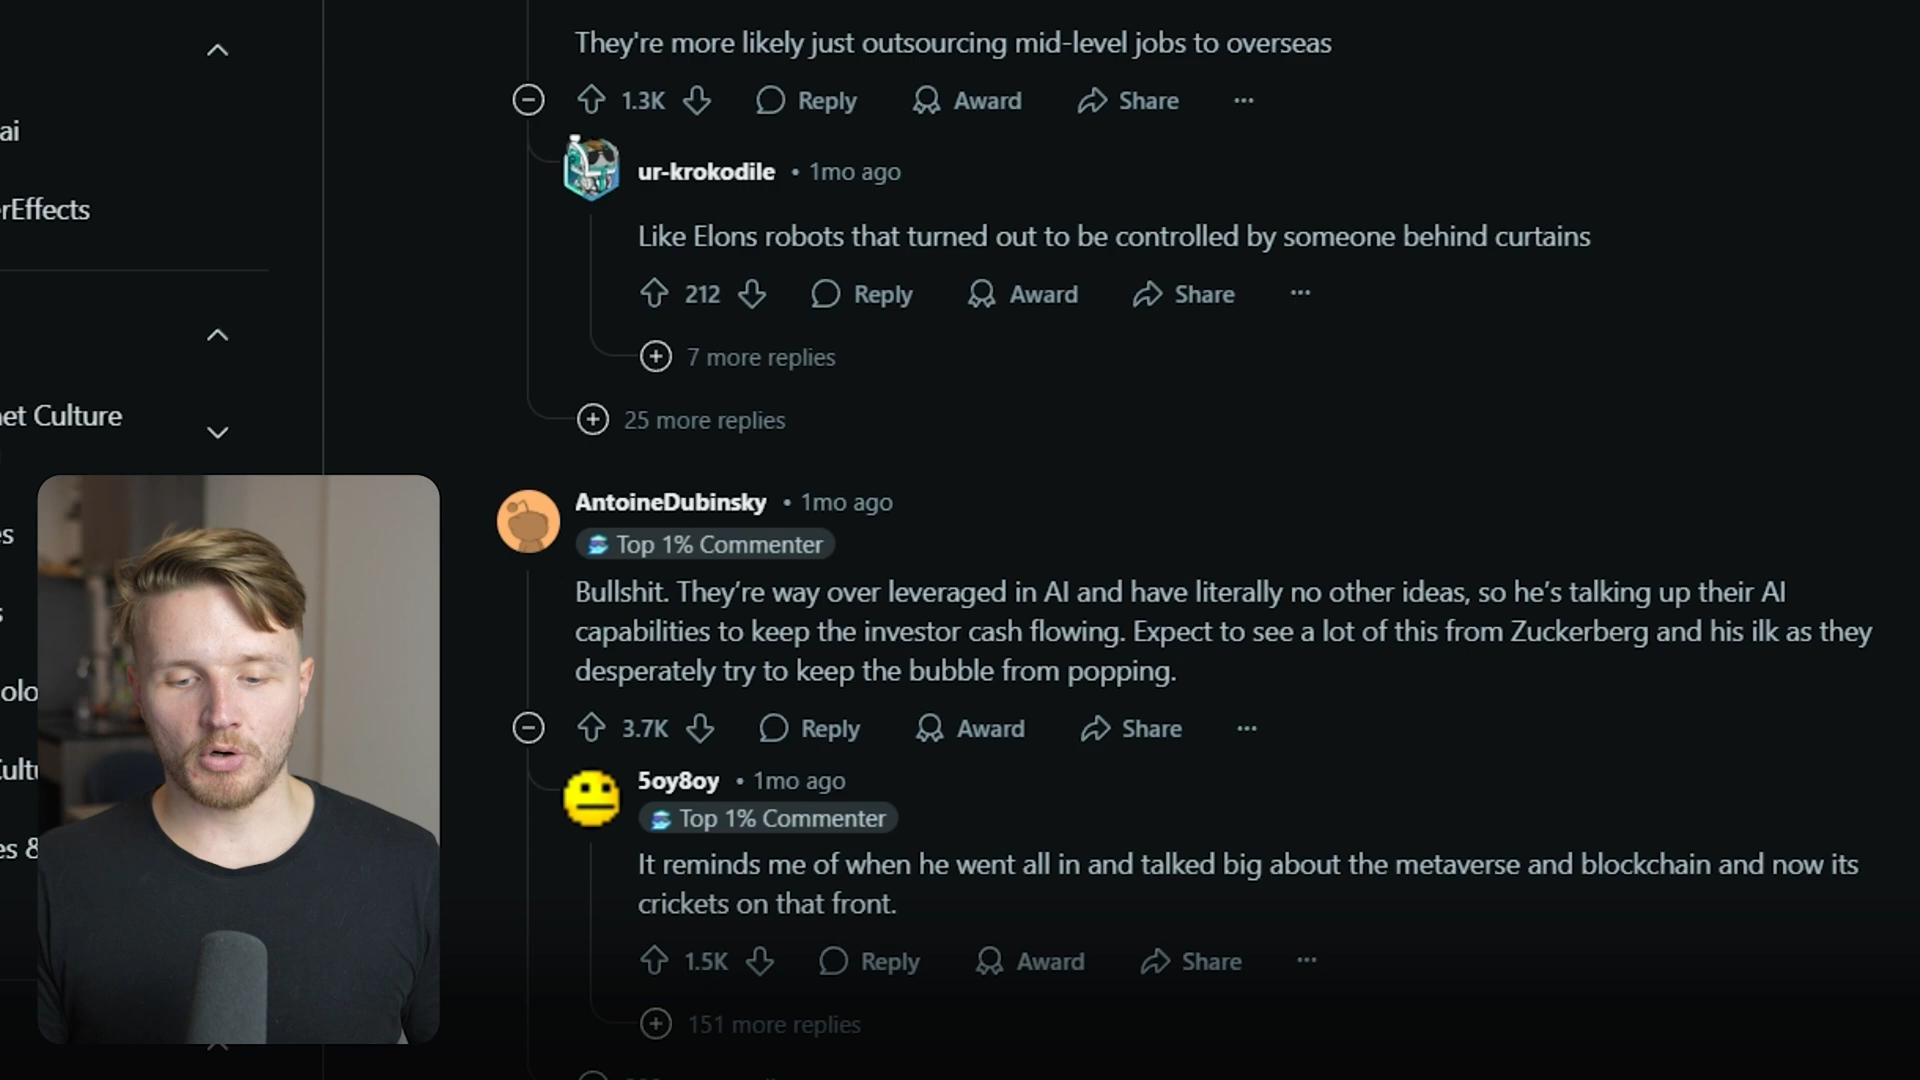 They're more likely just outsourcing mid-level jobs to overseas
1.3K Reply Award Share
ai
ur-krokodile • 1mo ago
rEffects
Like Elons robots that turned out to be controlled by someone behind curtains
212 Reply Award Share
7 more replies
et Culture
25 more replies
AntoineDubinsky • 1mo ago
s
Top 1% Commenter
Bullshit. They’re way over leveraged in AI and have literally no other ideas, so he’s talking up their AI
s
capabilities to keep the investor cash flowing. Expect to see a lot of this from Zuckerberg and his ilk as they
desperately try to keep the bubble from popping.
olo
3.7K Reply Award Share
Cultu
5oy8oy • 1mo ago
Top 1% Commenter
es &
It reminds me of when he went all in and talked big about the metaverse and blockchain and now its
crickets on that front.
1.5K Reply Award Share
151 more replies